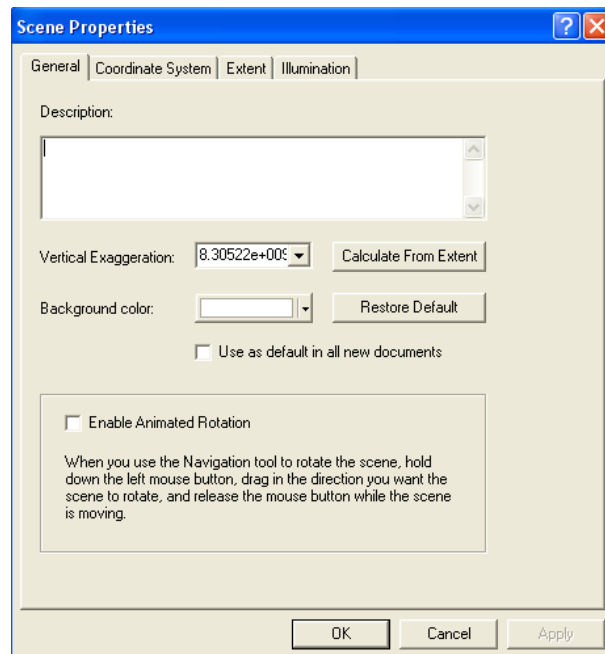 Scene Properties
General Coordinate System Extent Illumination
Description:
Vertical Exaggeration: 8.30522e+009 Calculate From Extent
Background color: Restore Default
Use as default in all new documents
Enable Animated Rotation
When you use the Navigation tool to rotate the scene, hold
down the left mouse button, drag in the direction you want the
scene to rotate, and release the mouse button while the scene
is moving.
OK Cancel Apply